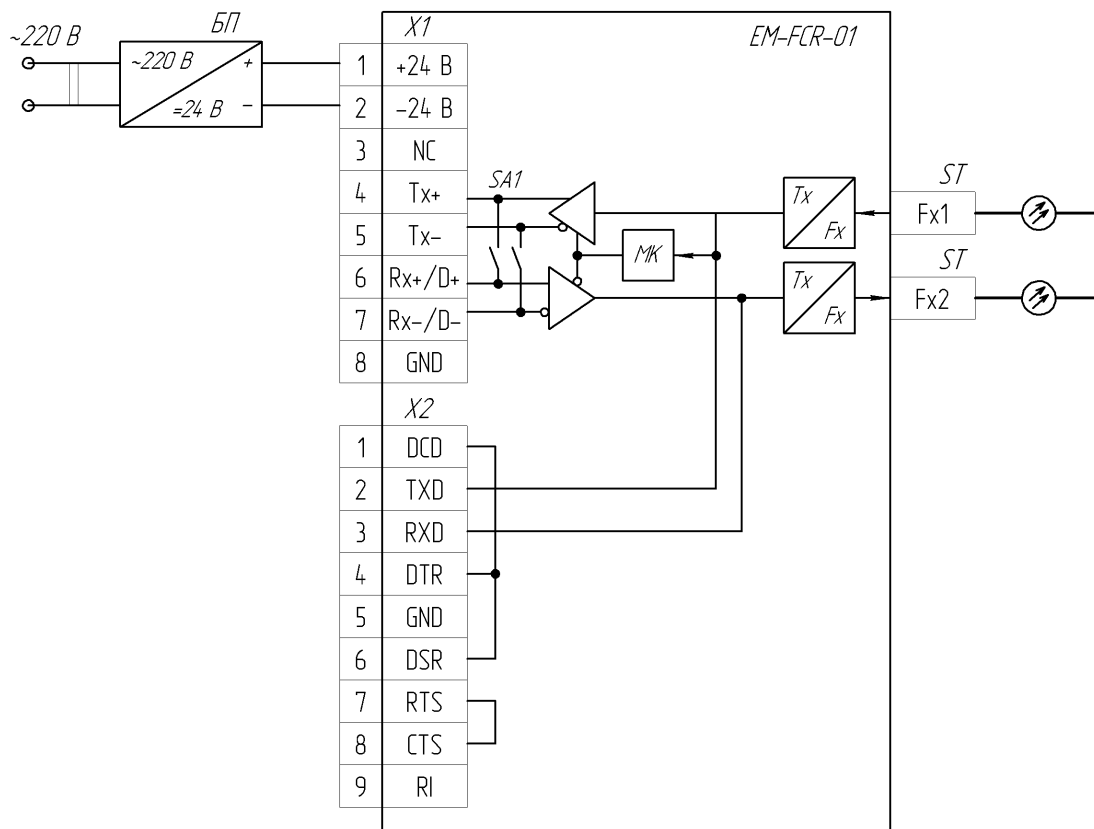 ~220 В
БП
~220 В
+
=24 В
−
X1
EM-FCR-01
1 +24 В
2 −24 В
3 NC
4 Tx+
5 Tx−
6 Rx+/D+
7 Rx−/D−
8 GND
SA1
МК
Tx
Fx
ST
Fx1
Tx
Fx
ST
Fx2
X2
1 DCD
2 TXD
3 RXD
4 DTR
5 GND
6 DSR
7 RTS
8 CTS
9 RI